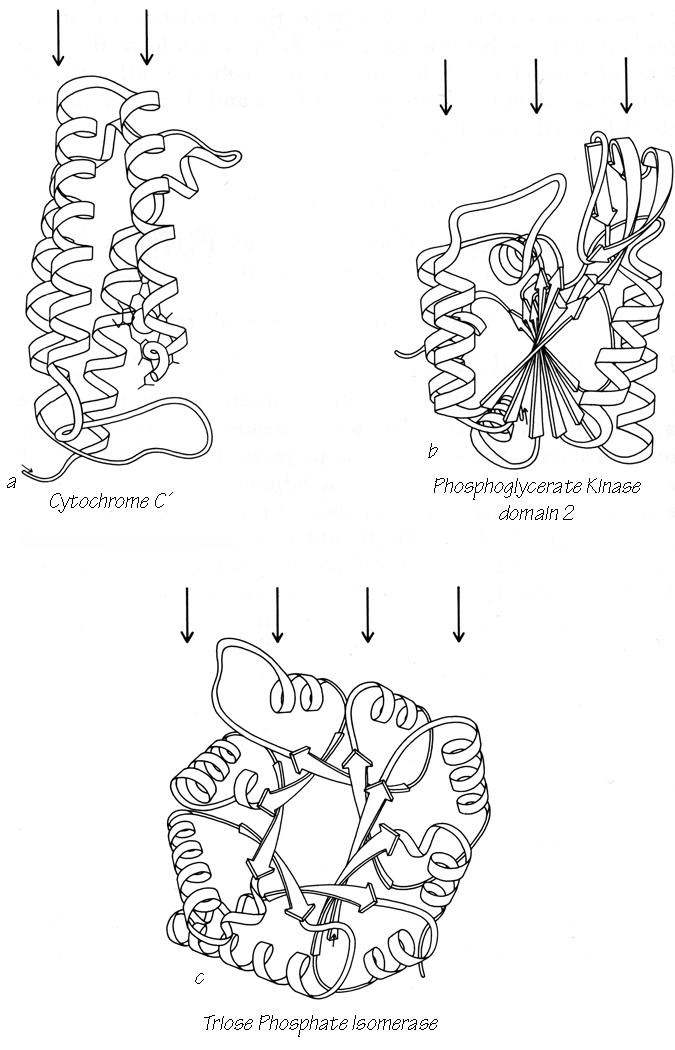 a
Cytochrome C´
b
Phosphoglycerate Kinase
domain 2
c
Triose Phosphate Isomerase